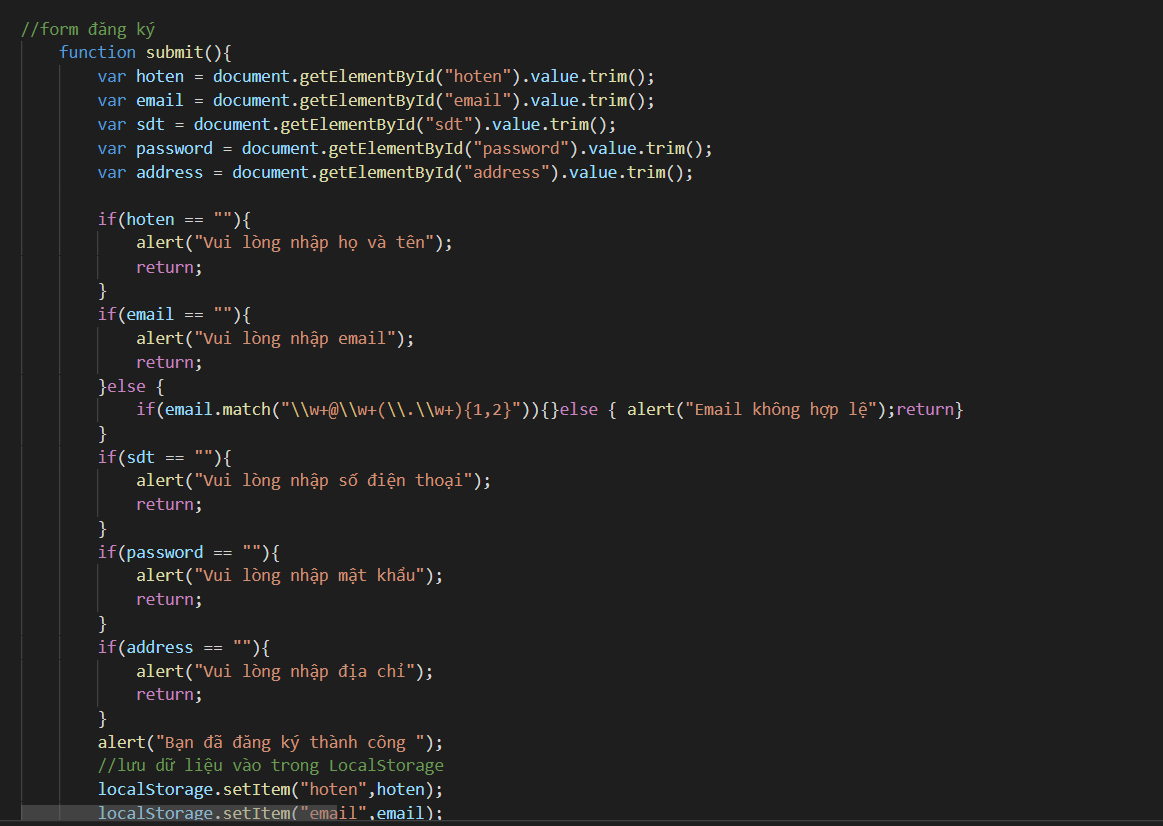 //form đăng ký
function submit(){
var hoten = document.getElementById("hoten").value.trim();
var email = document.getElementById("email").value.trim();
var sdt = document.getElementById("sdt").value.trim();
var password = document.getElementById("password").value.trim();
var address = document.getElementById("address").value.trim();
if(hoten == ""){
alert("Vui lòng nhập họ và tên");
return;
}
if(email == ""){
alert("Vui lòng nhập email");
return;
}else {
if(email.match("\\w+@\\w+(\\.\\w+){1,2}")){}else { alert("Email không hợp lệ");return}
}
if(sdt == ""){
alert("Vui lòng nhập số điện thoại");
return;
}
if(password == ""){
alert("Vui lòng nhập mật khẩu");
return;
}
if(address == ""){
alert("Vui lòng nhập địa chỉ");
return;
}
alert("Bạn đã đăng ký thành công ");
//lưu dữ liệu vào trong LocalStorage
localStorage.setItem("hoten",hoten);
localStorage.setItem("email",email);